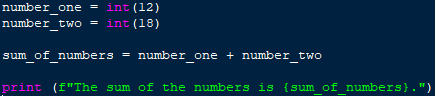 number_one = int(12)
number_two = int(18)
sum_of_numbers = number_one + number_two
print (f"The sum of the numbers is {sum_of_numbers}.")